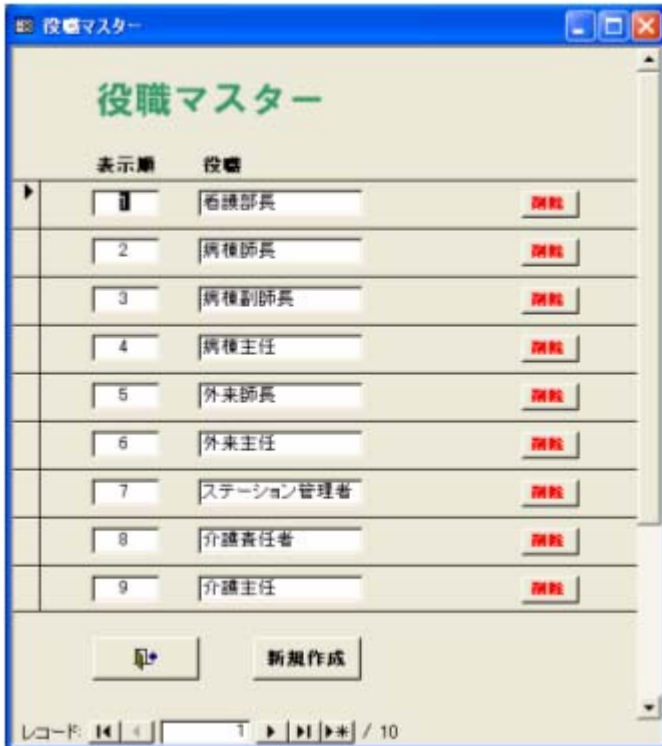 役職マスター
役職マスター
表示順 役職
1 看護部長 削除
2 病棟師長 削除
3 病棟副師長 削除
4 病棟主任 削除
5 外来師長 削除
6 外来主任 削除
7 ステーション管理者 削除
8 介護責任者 削除
9 介護主任 削除
新規作成
レコード: 1 / 10